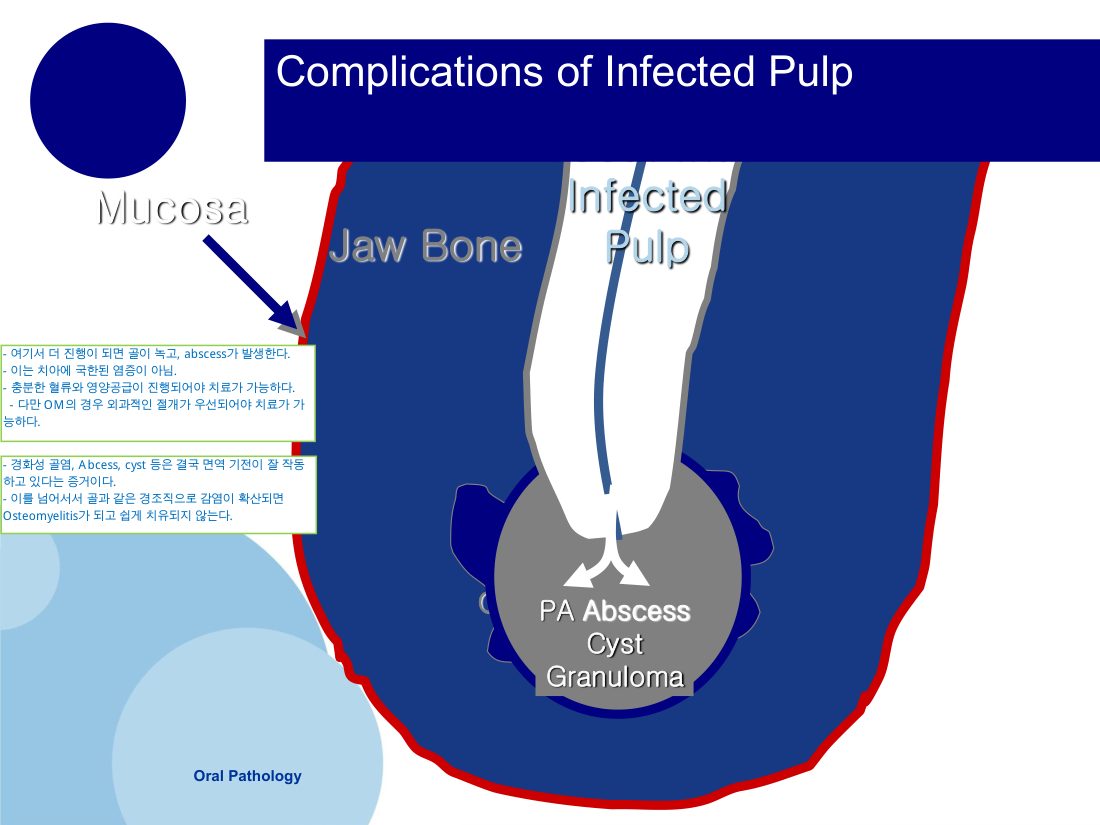 Complications of Infected Pulp
Mucosa
Infected
Pulp
Jaw Bone
- 여기서 더 진행이 되면 골이 녹고, abscess가 발생한다.
- 이는 치아에 국한된 염증이 아님.
- 충분한 혈류와 영양공급이 진행되어야 치료가 가능하다.
- 다만 OM의 경우 외과적인 절개가 우선되어야 치료가 가
능하다.
- 경화성 골염, Abcess, cyst 등은 결국 면역 기전이 잘 작동
하고 있다는 증거이다.
- 이를 넘어서서 골과 같은 경조직으로 감염이 확산되면
Osteomyelitis가 되고 쉽게 치유되지 않는다.
PA Abscess
Cyst
Granuloma
Oral Pathology